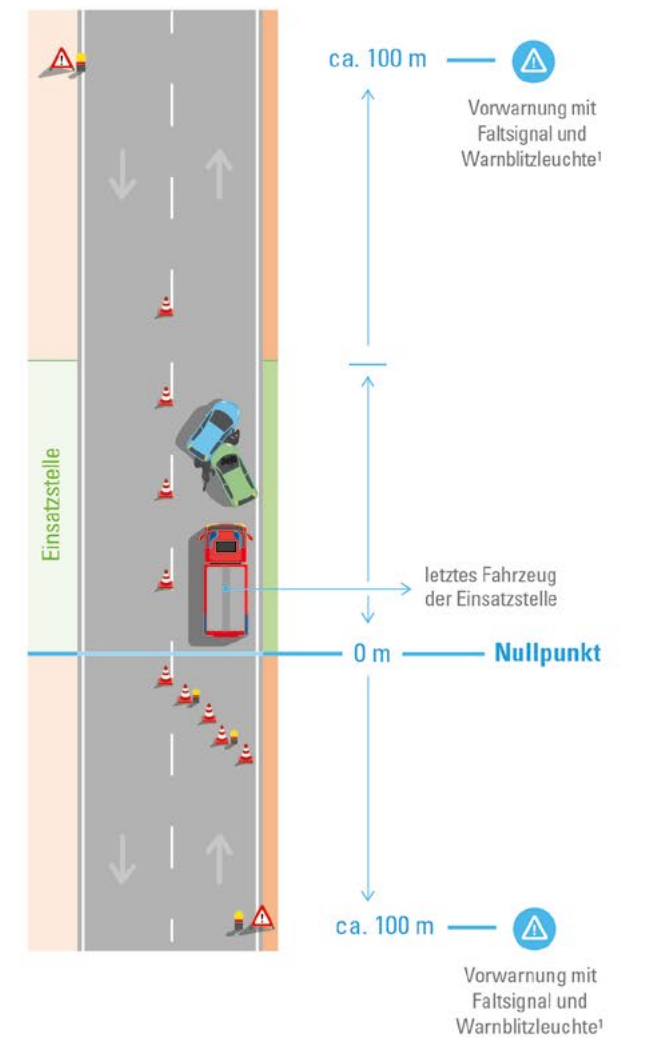 ca. 100 m
Vorwarnung mit
Faltsignal und
Warnblitzleuchte¹
Einsatzstelle
letztes Fahrzeug
der Einsatzstelle
0 m
Nullpunkt
ca. 100 m
Vorwarnung mit
Faltsignal und
Warnblitzleuchte¹